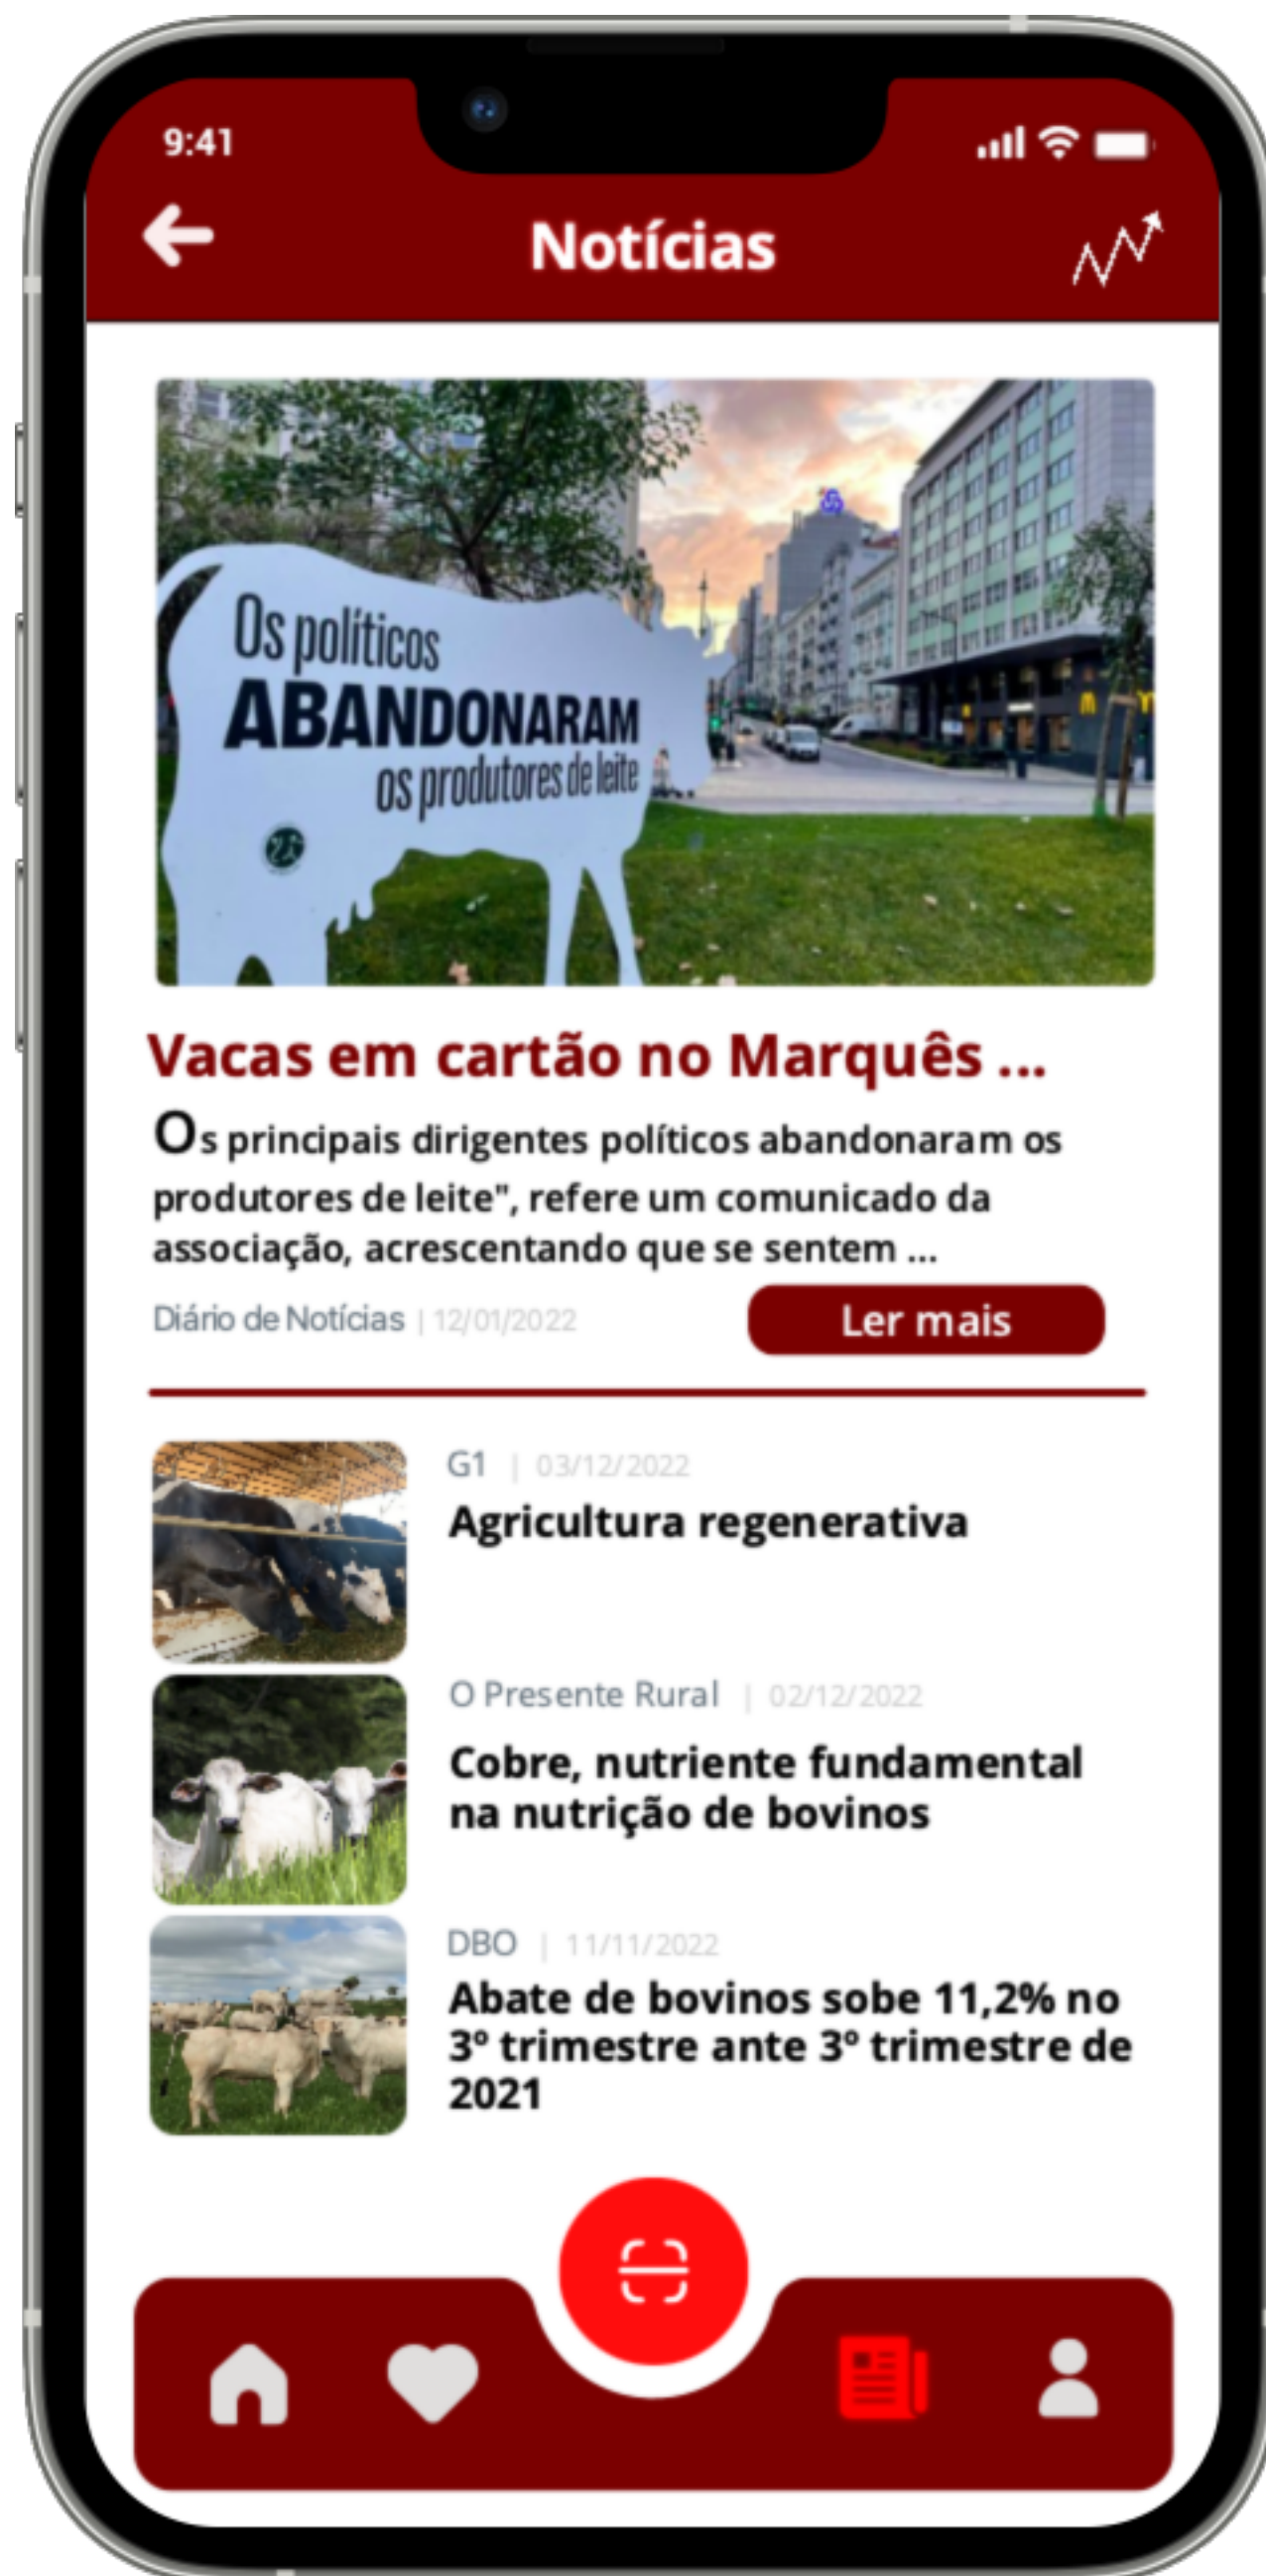 9:41
Notícias
Os políticos
ABANDONARAM
os produtores de leite
Vacas em cartão no Marquês ...
Os principais dirigentes políticos abandonaram os
produtores de leite", refere um comunicado da
associação, acrescentando que se sentem ...
Diário de Notícias | 12/01/2022
Ler mais
G1 | 03/12/2022
Agricultura regenerativa
O Presente Rural | 02/12/2022
Cobre, nutriente fundamental
na nutrição de bovinos
DBO | 11/11/2022
Abate de bovinos sobe 11,2% no
3º trimestre ante 3º trimestre de
2021